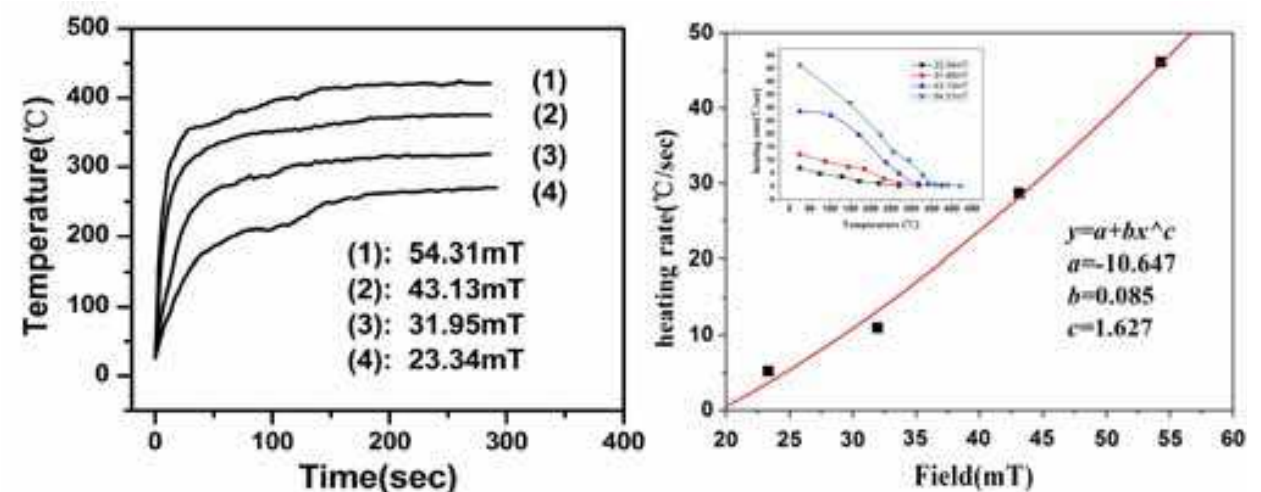 500
400
300
200
100
0
Temperature(℃)
(1)
(2)
(3)
(4)
(1): 54.31mT
(2): 43.13mT
(3): 31.95mT
(4): 23.34mT
0 100 200 300 400
Time(sec)
50
40
30
20
10
0
heating rate(℃/sec)
y=a+bx^c
a=-10.647
b=0.085
c=1.627
Temperature (℃)
20 25 30 35 40 45 50 55 60
Field(mT)